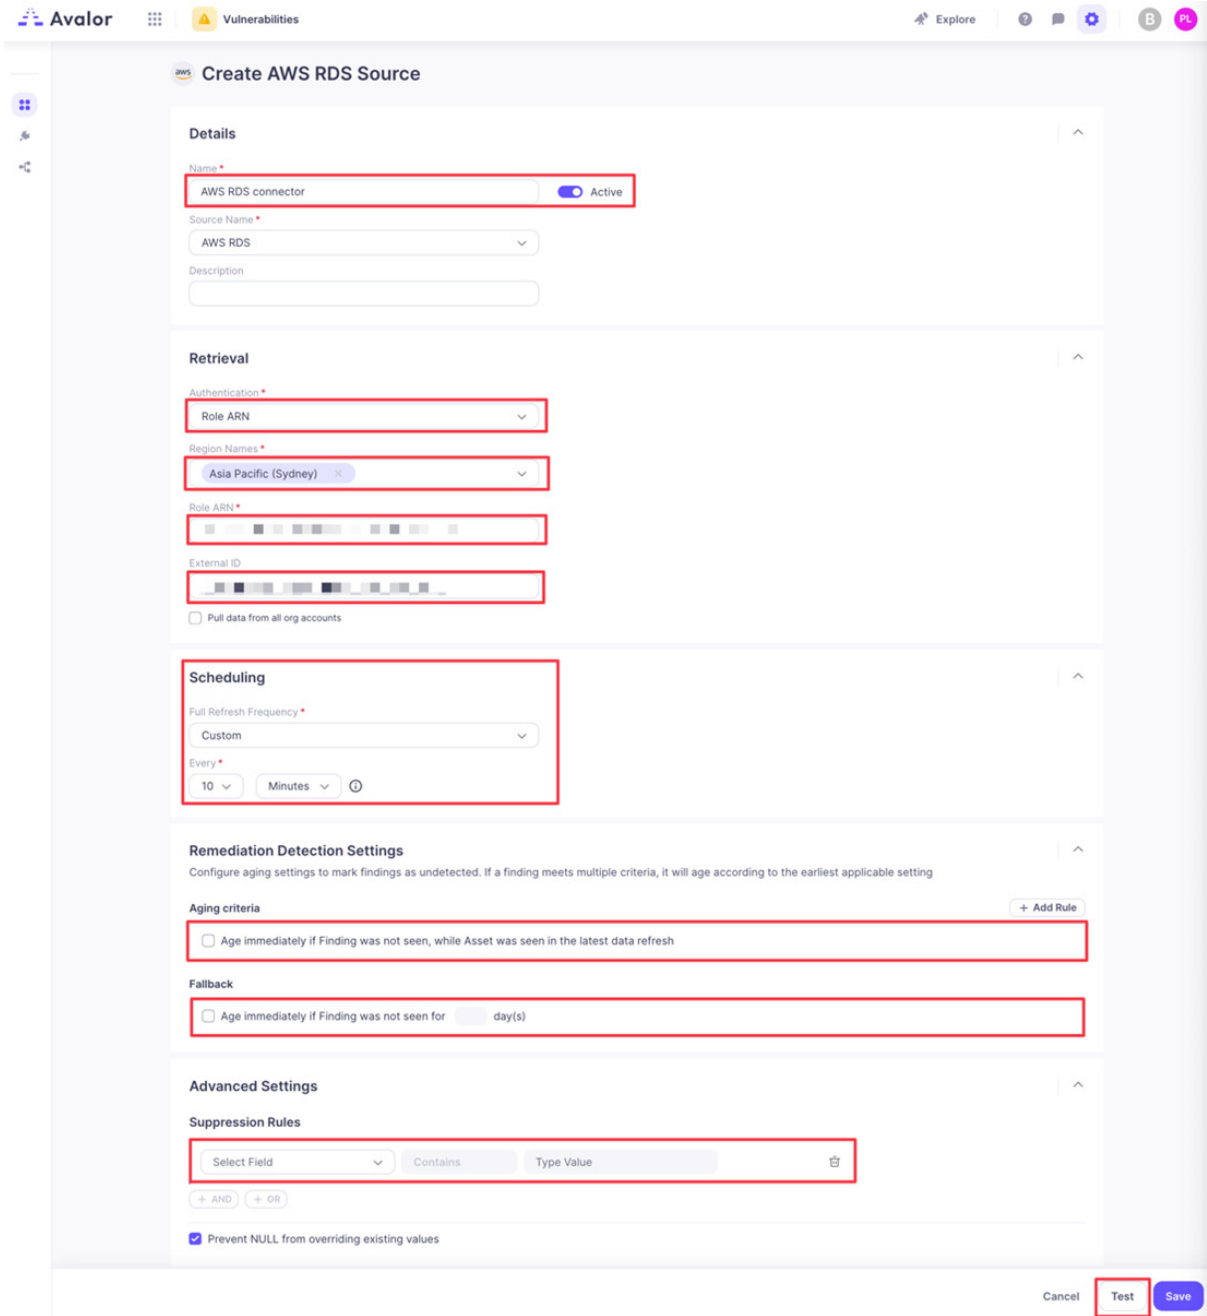 Avalor
Vulnerabilities
Explore
B
PL
aws
Create AWS RDS Source
Details
Name *
AWS RDS connector
Active
Source Name *
AWS RDS
Description
Retrieval
Authentication *
Role ARN
Region Names *
Asia Pacific (Sydney)
Role ARN *
External ID
Pull data from all org accounts
Scheduling
Full Refresh Frequency *
Custom
Every *
10 Minutes
Remediation Detection Settings
Configure aging settings to mark findings as undetected. If a finding meets multiple criteria, it will age according to the earliest applicable setting
Aging criteria
+ Add Rule
Age immediately if Finding was not seen, while Asset was seen in the latest data refresh
Fallback
Age immediately if Finding was not seen for day(s)
Advanced Settings
Suppression Rules
Select Field Contains Type Value
+ AND + OR
Prevent NULL from overriding existing values
Cancel Test Save